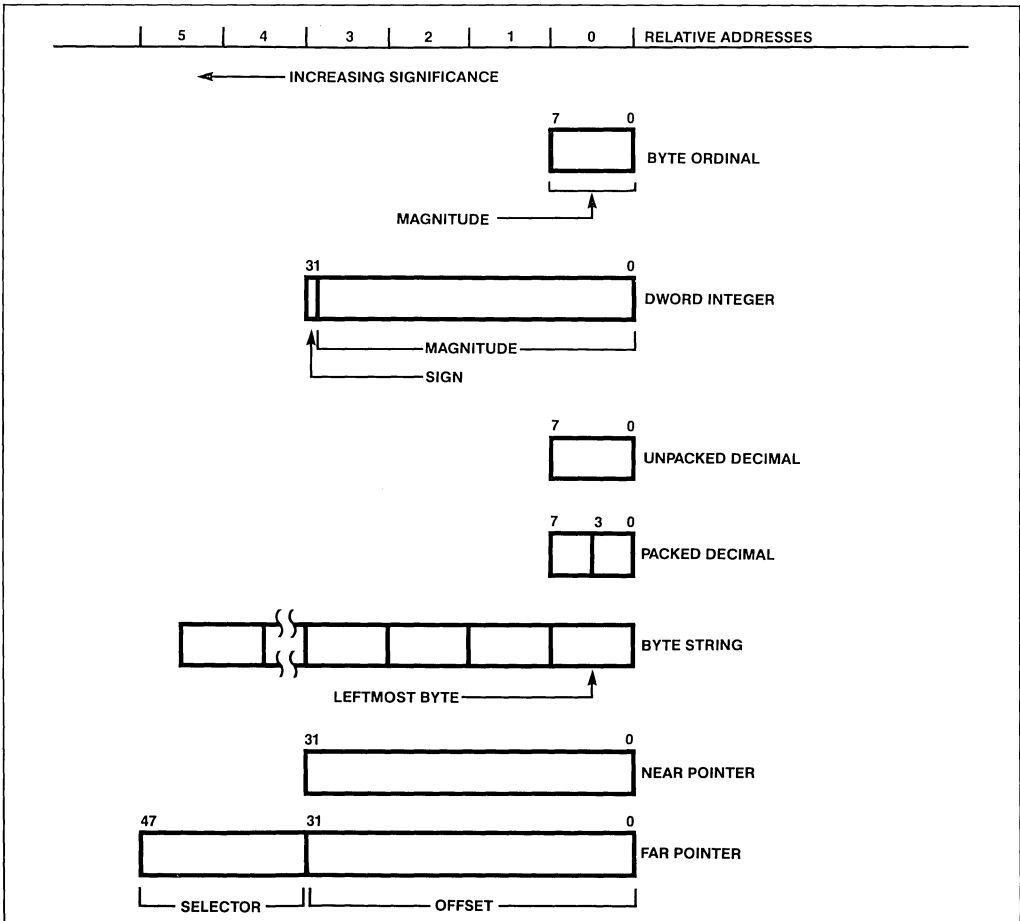 5 4 3 2 1 0 RELATIVE ADDRESSES
INCREASING SIGNIFICANCE
7 0
BYTE ORDINAL
MAGNITUDE
31 0
DWORD INTEGER
MAGNITUDE
SIGN
7 0
UNPACKED DECIMAL
7 3 0
PACKED DECIMAL
BYTE STRING
LEFTMOST BYTE
31 0
NEAR POINTER
47 31 0
FAR POINTER
SELECTOR OFFSET